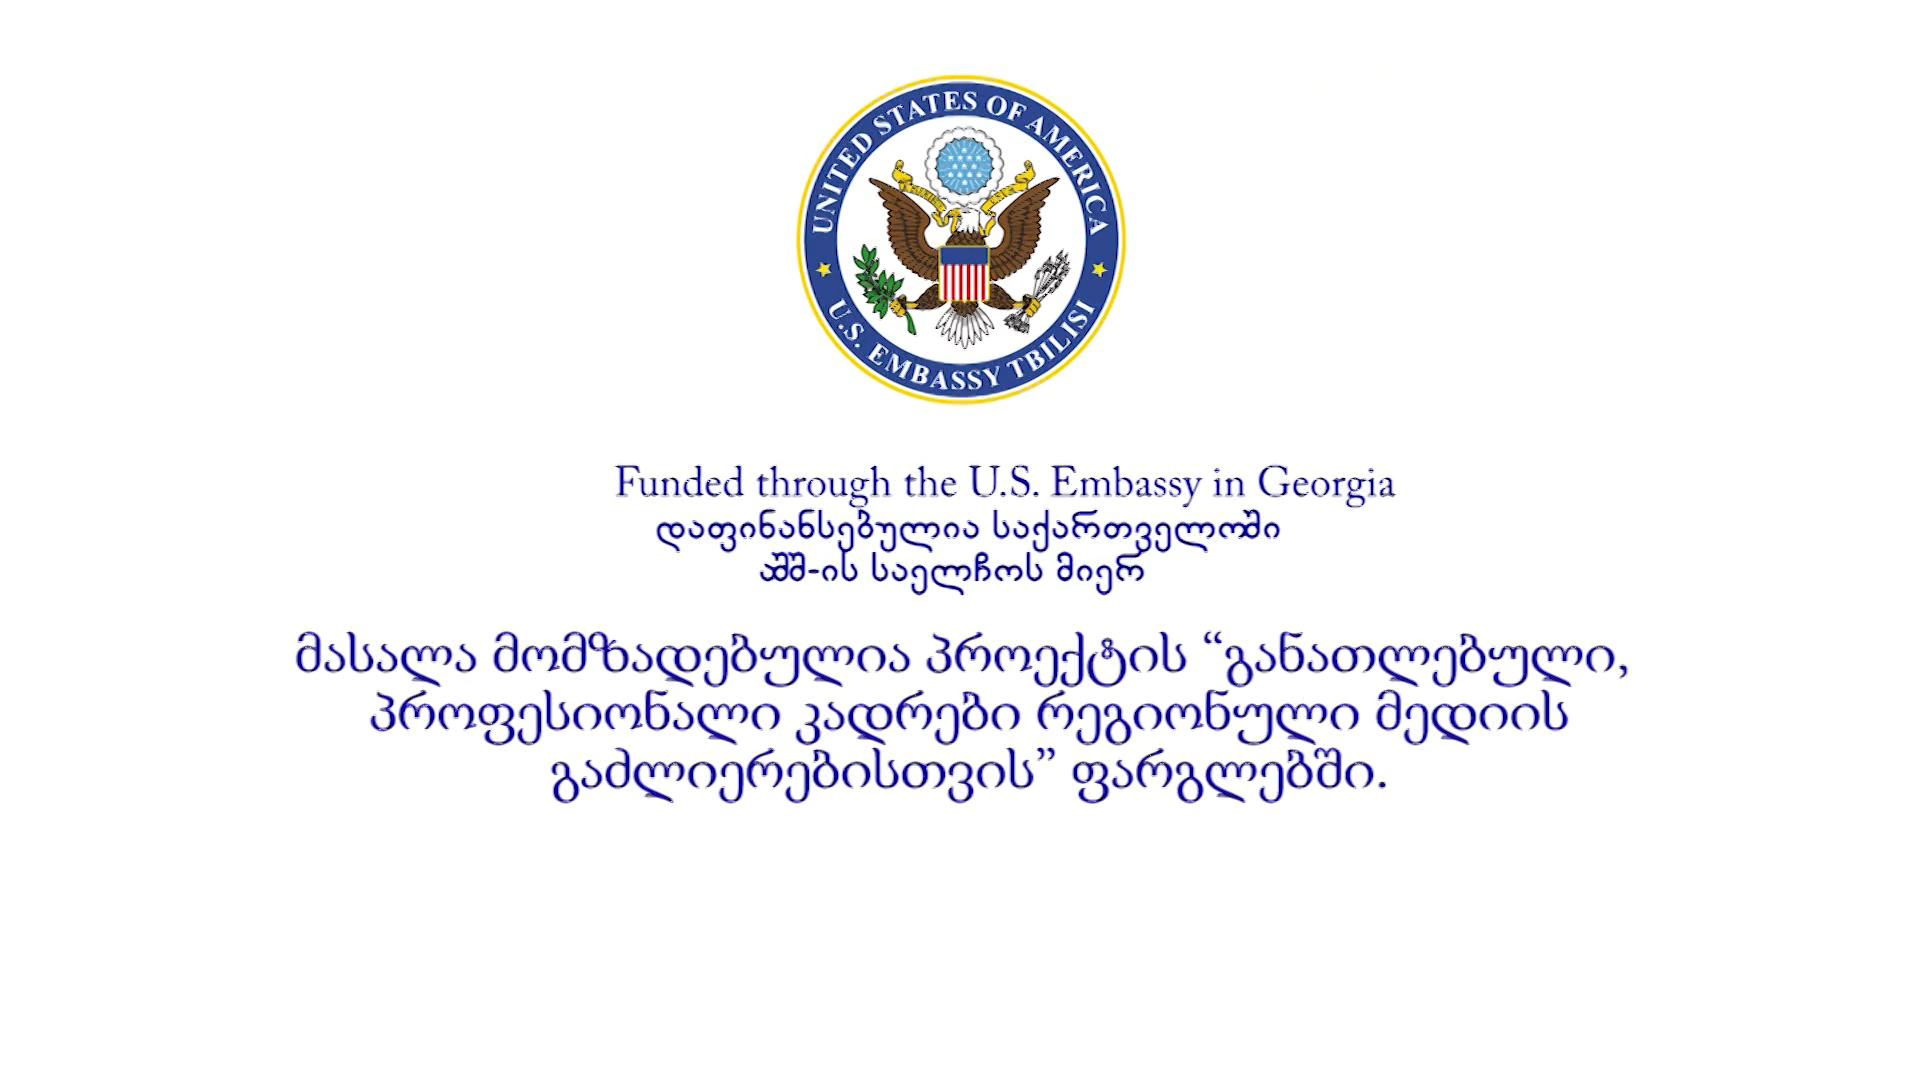 UNITED STATES OF AMERICA
U.S. EMBASSY TBILISI
Funded through the U.S. Embassy in Georgia
დაფინანსებულია საქართველოში
აშშ-ის საელჩოს მიერ
მასალა მომზადებულია პროექტის “განათლებული,
პროფესიონალი კადრები რეგიონული მედიის
გაძლიერებისთვის” ფარგლებში.